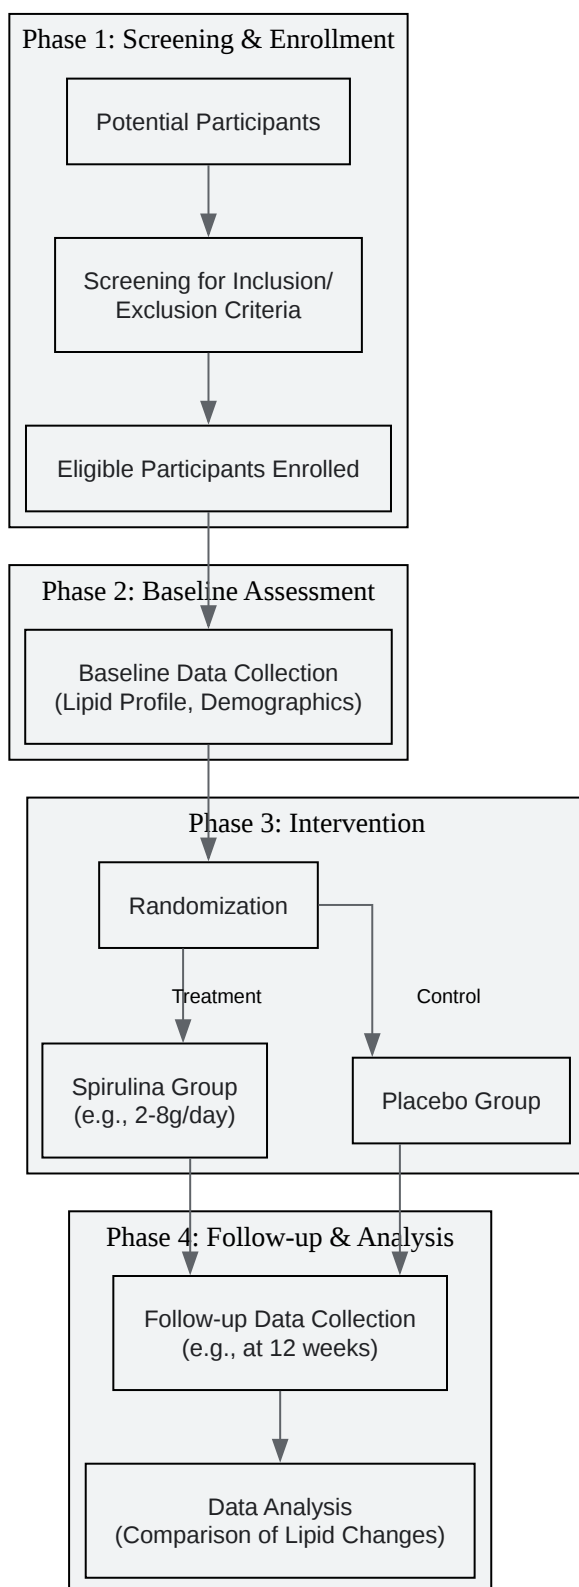 Phase 1: Screening & Enrollment
Potential Participants
Screening for Inclusion/
Exclusion Criteria
Eligible Participants Enrolled
Phase 2: Baseline Assessment
Baseline Data Collection
(Lipid Profile, Demographics)
Phase 3: Intervention
Randomization
Treatment
Control
Spirulina Group
(e.g., 2-8g/day)
Placebo Group
Phase 4: Follow-up & Analysis
Follow-up Data Collection
(e.g., at 12 weeks)
Data Analysis
(Comparison of Lipid Changes)